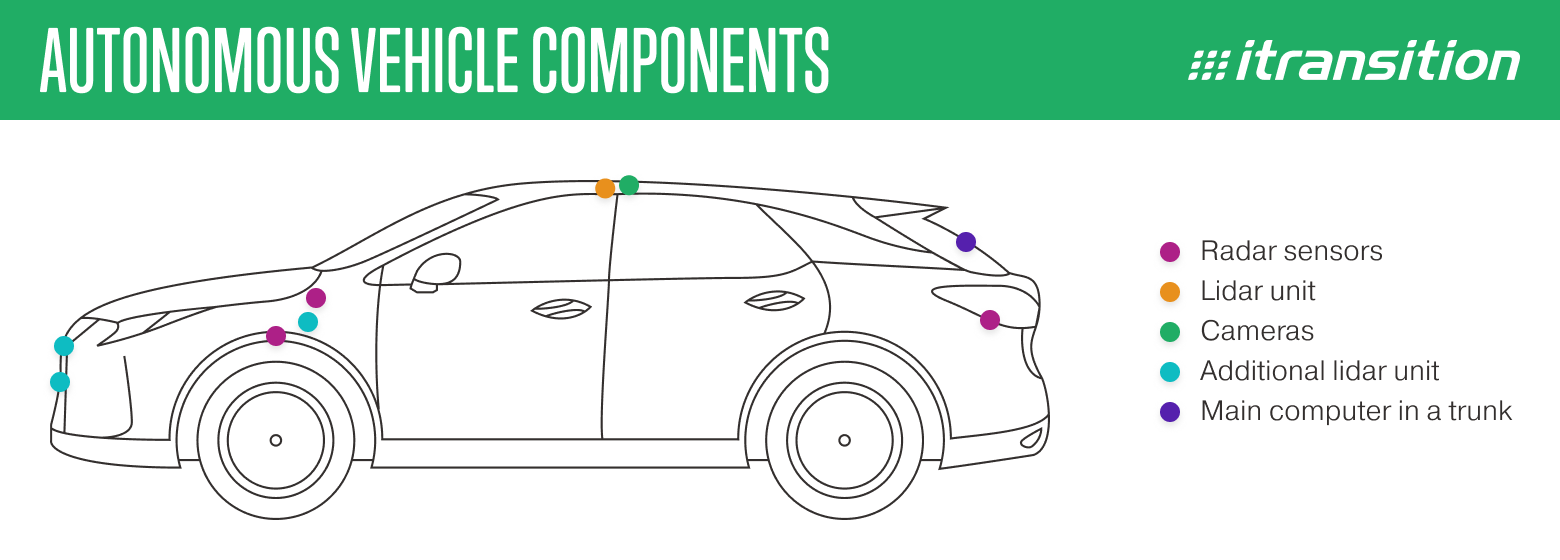 AUTONOMOUS VEHICLE COMPONENTS
itransition
Radar sensors
Lidar unit
Cameras
Additional lidar unit
Main computer in a trunk